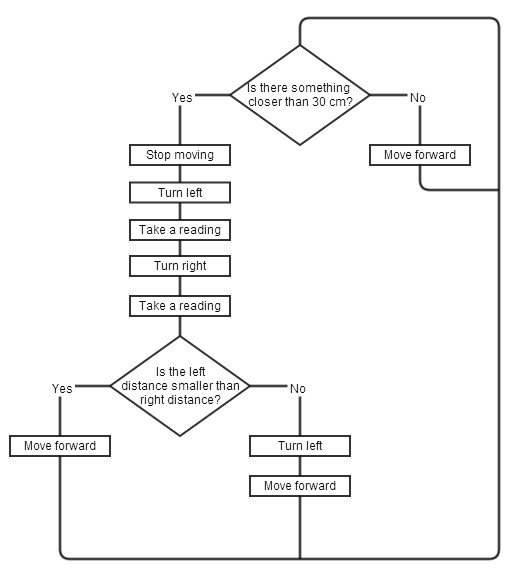 Is there something
closer than 30 cm?
Yes
No
Stop moving
Move forward
Turn left
Take a reading
Turn right
Take a reading
Is the left
distance smaller than
right distance?
Yes
No
Move forward
Turn left
Move forward